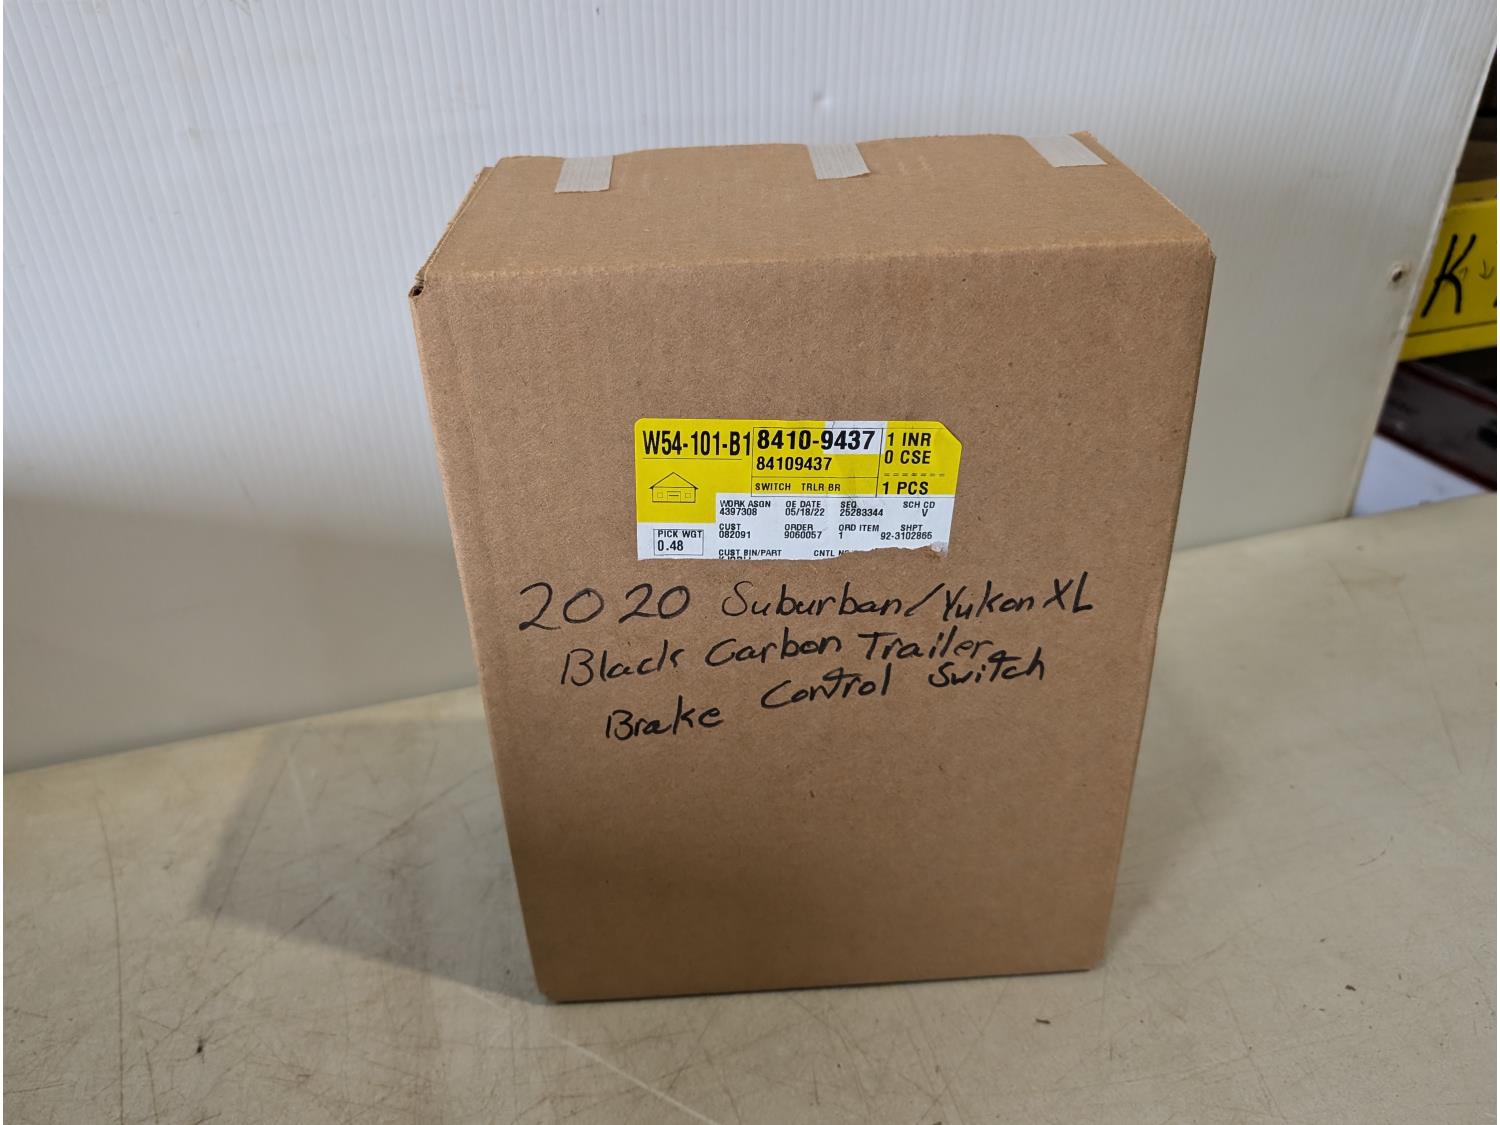 W54-101-B1 8410-9437 1 INR
84109437 0 CSE
SWITCH TRLR BR 1 PCS
WORK ASGN OE DATE SEQ SCH CD
4397308 05/18/22 25283344 V
CUST ORDER ORD ITEM SHPT
082091 9060057 1 92-3102865
PICK WGT
0.48
CUST BIN/PART CNTL
2020 Suburban/Yukon XL
Black Carbon Trailer
Brake Control Switch
K